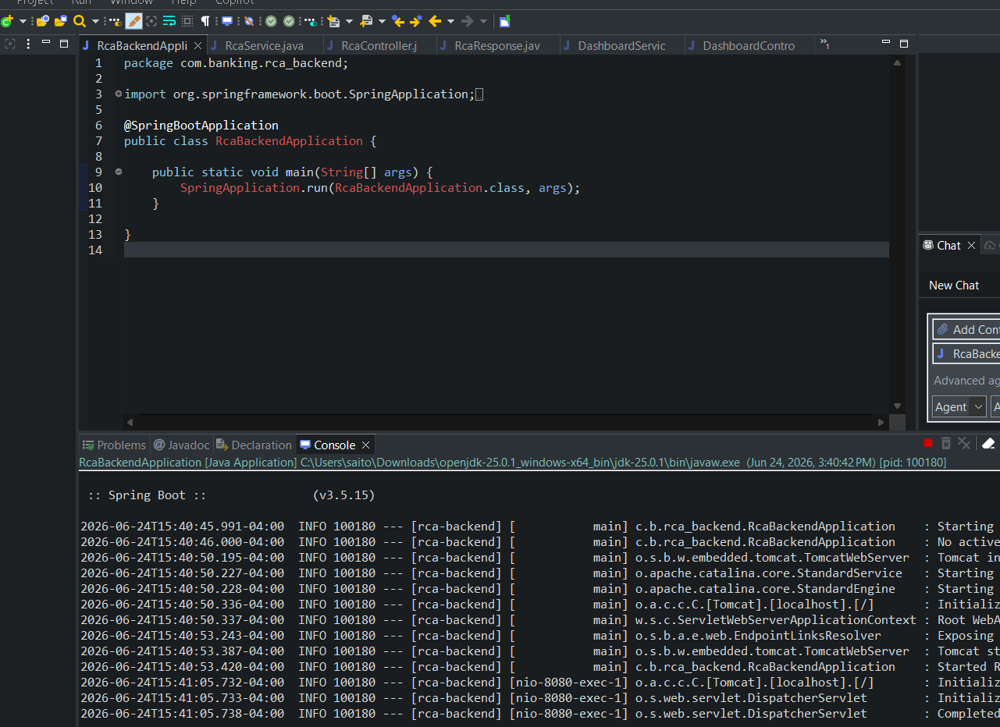 Project Run Window Help Copilot
RcaBackendAppli RcaService.java RcaController.j RcaResponse.jav DashboardServic DashboardContro »1
1 package com.banking.rca_backend;
2
3 import org.springframework.boot.SpringApplication;
5
6 @SpringBootApplication
7 public class RcaBackendApplication {
8
9 public static void main(String[] args) {
10 SpringApplication.run(RcaBackendApplication.class, args);
11 }
12
13 }
14
Chat
New Chat
Add Cont
RcaBacke
Advanced ag
Agent A
Problems Javadoc Declaration Console
RcaBackendApplication [Java Application] C:\Users\saito\Downloads\openjdk-25.0.1_windows-x64_bin\jdk-25.0.1\bin\javaw.exe (Jun 24, 2026, 3:40:42 PM) [pid: 100180]
:: Spring Boot :: (v3.5.15)
2026-06-24T15:40:45.991-04:00 INFO 100180 --- [rca-backend] [ main] c.b.rca_backend.RcaBackendApplication : Starting
2026-06-24T15:40:46.000-04:00 INFO 100180 --- [rca-backend] [ main] c.b.rca_backend.RcaBackendApplication : No active
2026-06-24T15:40:50.195-04:00 INFO 100180 --- [rca-backend] [ main] o.s.b.w.embedded.tomcat.TomcatWebServer : Tomcat in
2026-06-24T15:40:50.227-04:00 INFO 100180 --- [rca-backend] [ main] o.apache.catalina.core.StandardService : Starting
2026-06-24T15:40:50.228-04:00 INFO 100180 --- [rca-backend] [ main] o.apache.catalina.core.StandardEngine : Starting
2026-06-24T15:40:50.336-04:00 INFO 100180 --- [rca-backend] [ main] o.a.c.c.C.[Tomcat].[localhost].[/] : Initializ
2026-06-24T15:40:50.337-04:00 INFO 100180 --- [rca-backend] [ main] w.s.c.ServletWebServerApplicationContext : Root WebA
2026-06-24T15:40:53.243-04:00 INFO 100180 --- [rca-backend] [ main] o.s.b.a.e.web.EndpointLinksResolver : Exposing
2026-06-24T15:40:53.387-04:00 INFO 100180 --- [rca-backend] [ main] o.s.b.w.embedded.tomcat.TomcatWebServer : Tomcat st
2026-06-24T15:40:53.420-04:00 INFO 100180 --- [rca-backend] [ main] c.b.rca_backend.RcaBackendApplication : Started R
2026-06-24T15:41:05.732-04:00 INFO 100180 --- [rca-backend] [nio-8080-exec-1] o.a.c.c.C.[Tomcat].[localhost].[/] : Initializ
2026-06-24T15:41:05.733-04:00 INFO 100180 --- [rca-backend] [nio-8080-exec-1] o.s.web.servlet.DispatcherServlet : Initializ
2026-06-24T15:41:05.738-04:00 INFO 100180 --- [rca-backend] [nio-8080-exec-1] o.s.web.servlet.DispatcherServlet : Completed